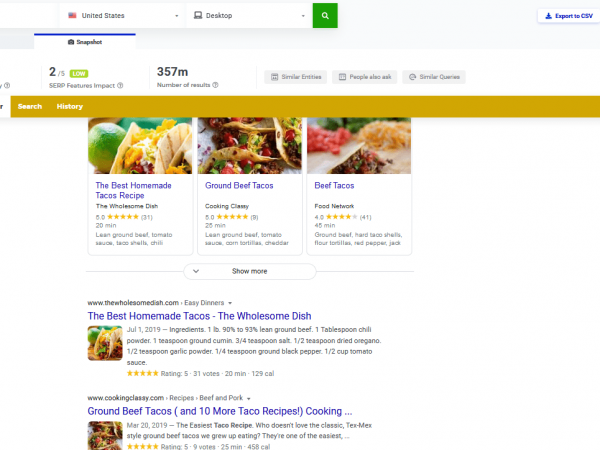 United States
Desktop
Export to CSV
Snapshot
2 /5 LOW
357m
SERP Features Impact
Number of results
Similar Entities
People also ask
Similar Queries
Search
History
The Best Homemade
Tacos Recipe
The Wholesome Dish
5.0 ★★★★★ (31)
20 min
Lean ground beef, tomato
sauce, taco shells, chili
Ground Beef Tacos
Cooking Classy
5.0 ★★★★★ (9)
25 min
Ground beef, tomato
sauce, corn tortillas, cheddar
Beef Tacos
Food Network
4.0 ★★★★★ (41)
45 min
Ground beef, hard taco shells,
flour tortillas, red pepper, jack
Show more
www.thewholesomedish.com › Easy Dinners
The Best Homemade Tacos - The Wholesome Dish
Jul 1, 2019 — Ingredients. 1 lb. 90% to 93% lean ground beef. 1 Tablespoon chili
powder. 1 teaspoon ground cumin. 3/4 teaspoon salt. 1/2 teaspoon dried oregano.
1/2 teaspoon garlic powder. 1/4 teaspoon ground black pepper. 1/2 cup tomato
sauce.
★★★★★ Rating: 5 · 31 votes · 20 min · 129 cal
www.cookingclassy.com › Recipes › Beef and Pork
Ground Beef Tacos ( and 10 More Taco Recipes!) Cooking ...
Mar 20, 2019 — The Easiest Taco Recipe. Who doesn't love the classic, Tex-Mex
style ground beef tacos we grew up eating? They're one of the easiest, ...
★★★★★ Rating: 5 · 9 votes · 25 min · 458 cal